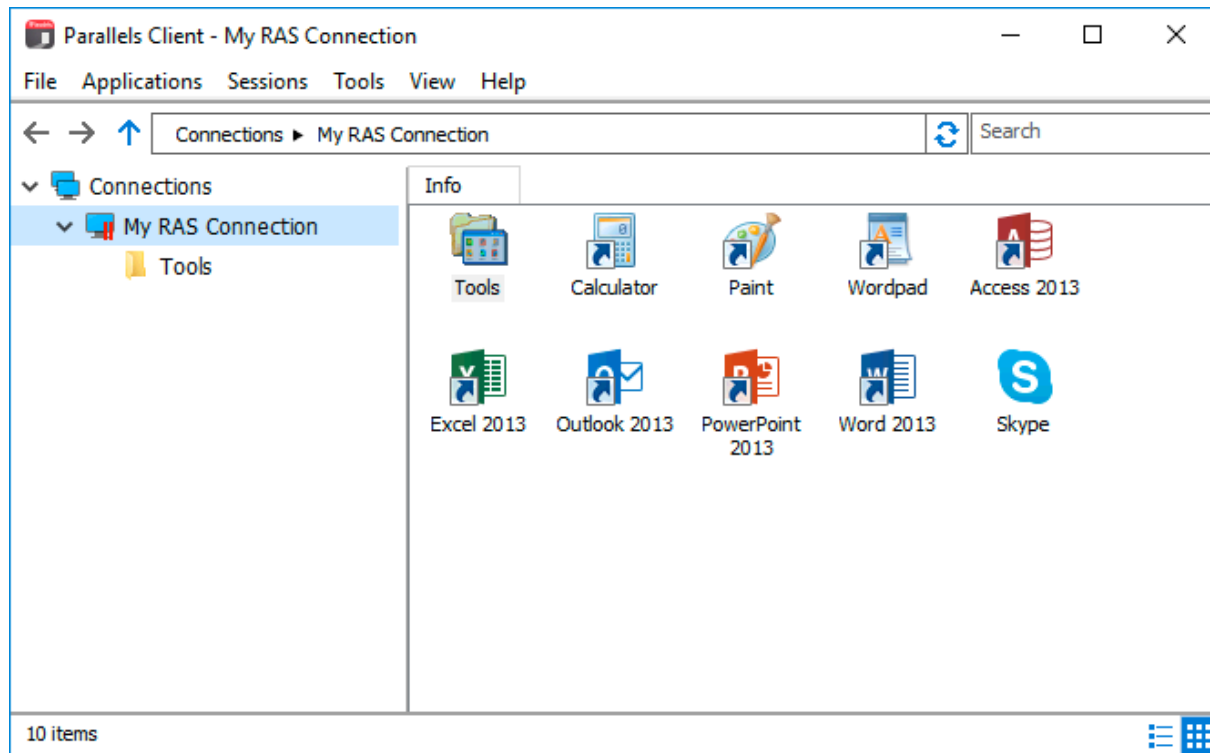 Parallels Client - My RAS Connection
File Applications Sessions Tools View Help
Connections ▸ My RAS Connection
Search
Connections
My RAS Connection
Tools
Info
Tools Calculator Paint Wordpad Access 2013
Excel 2013 Outlook 2013 PowerPoint 2013 Word 2013 Skype
10 items